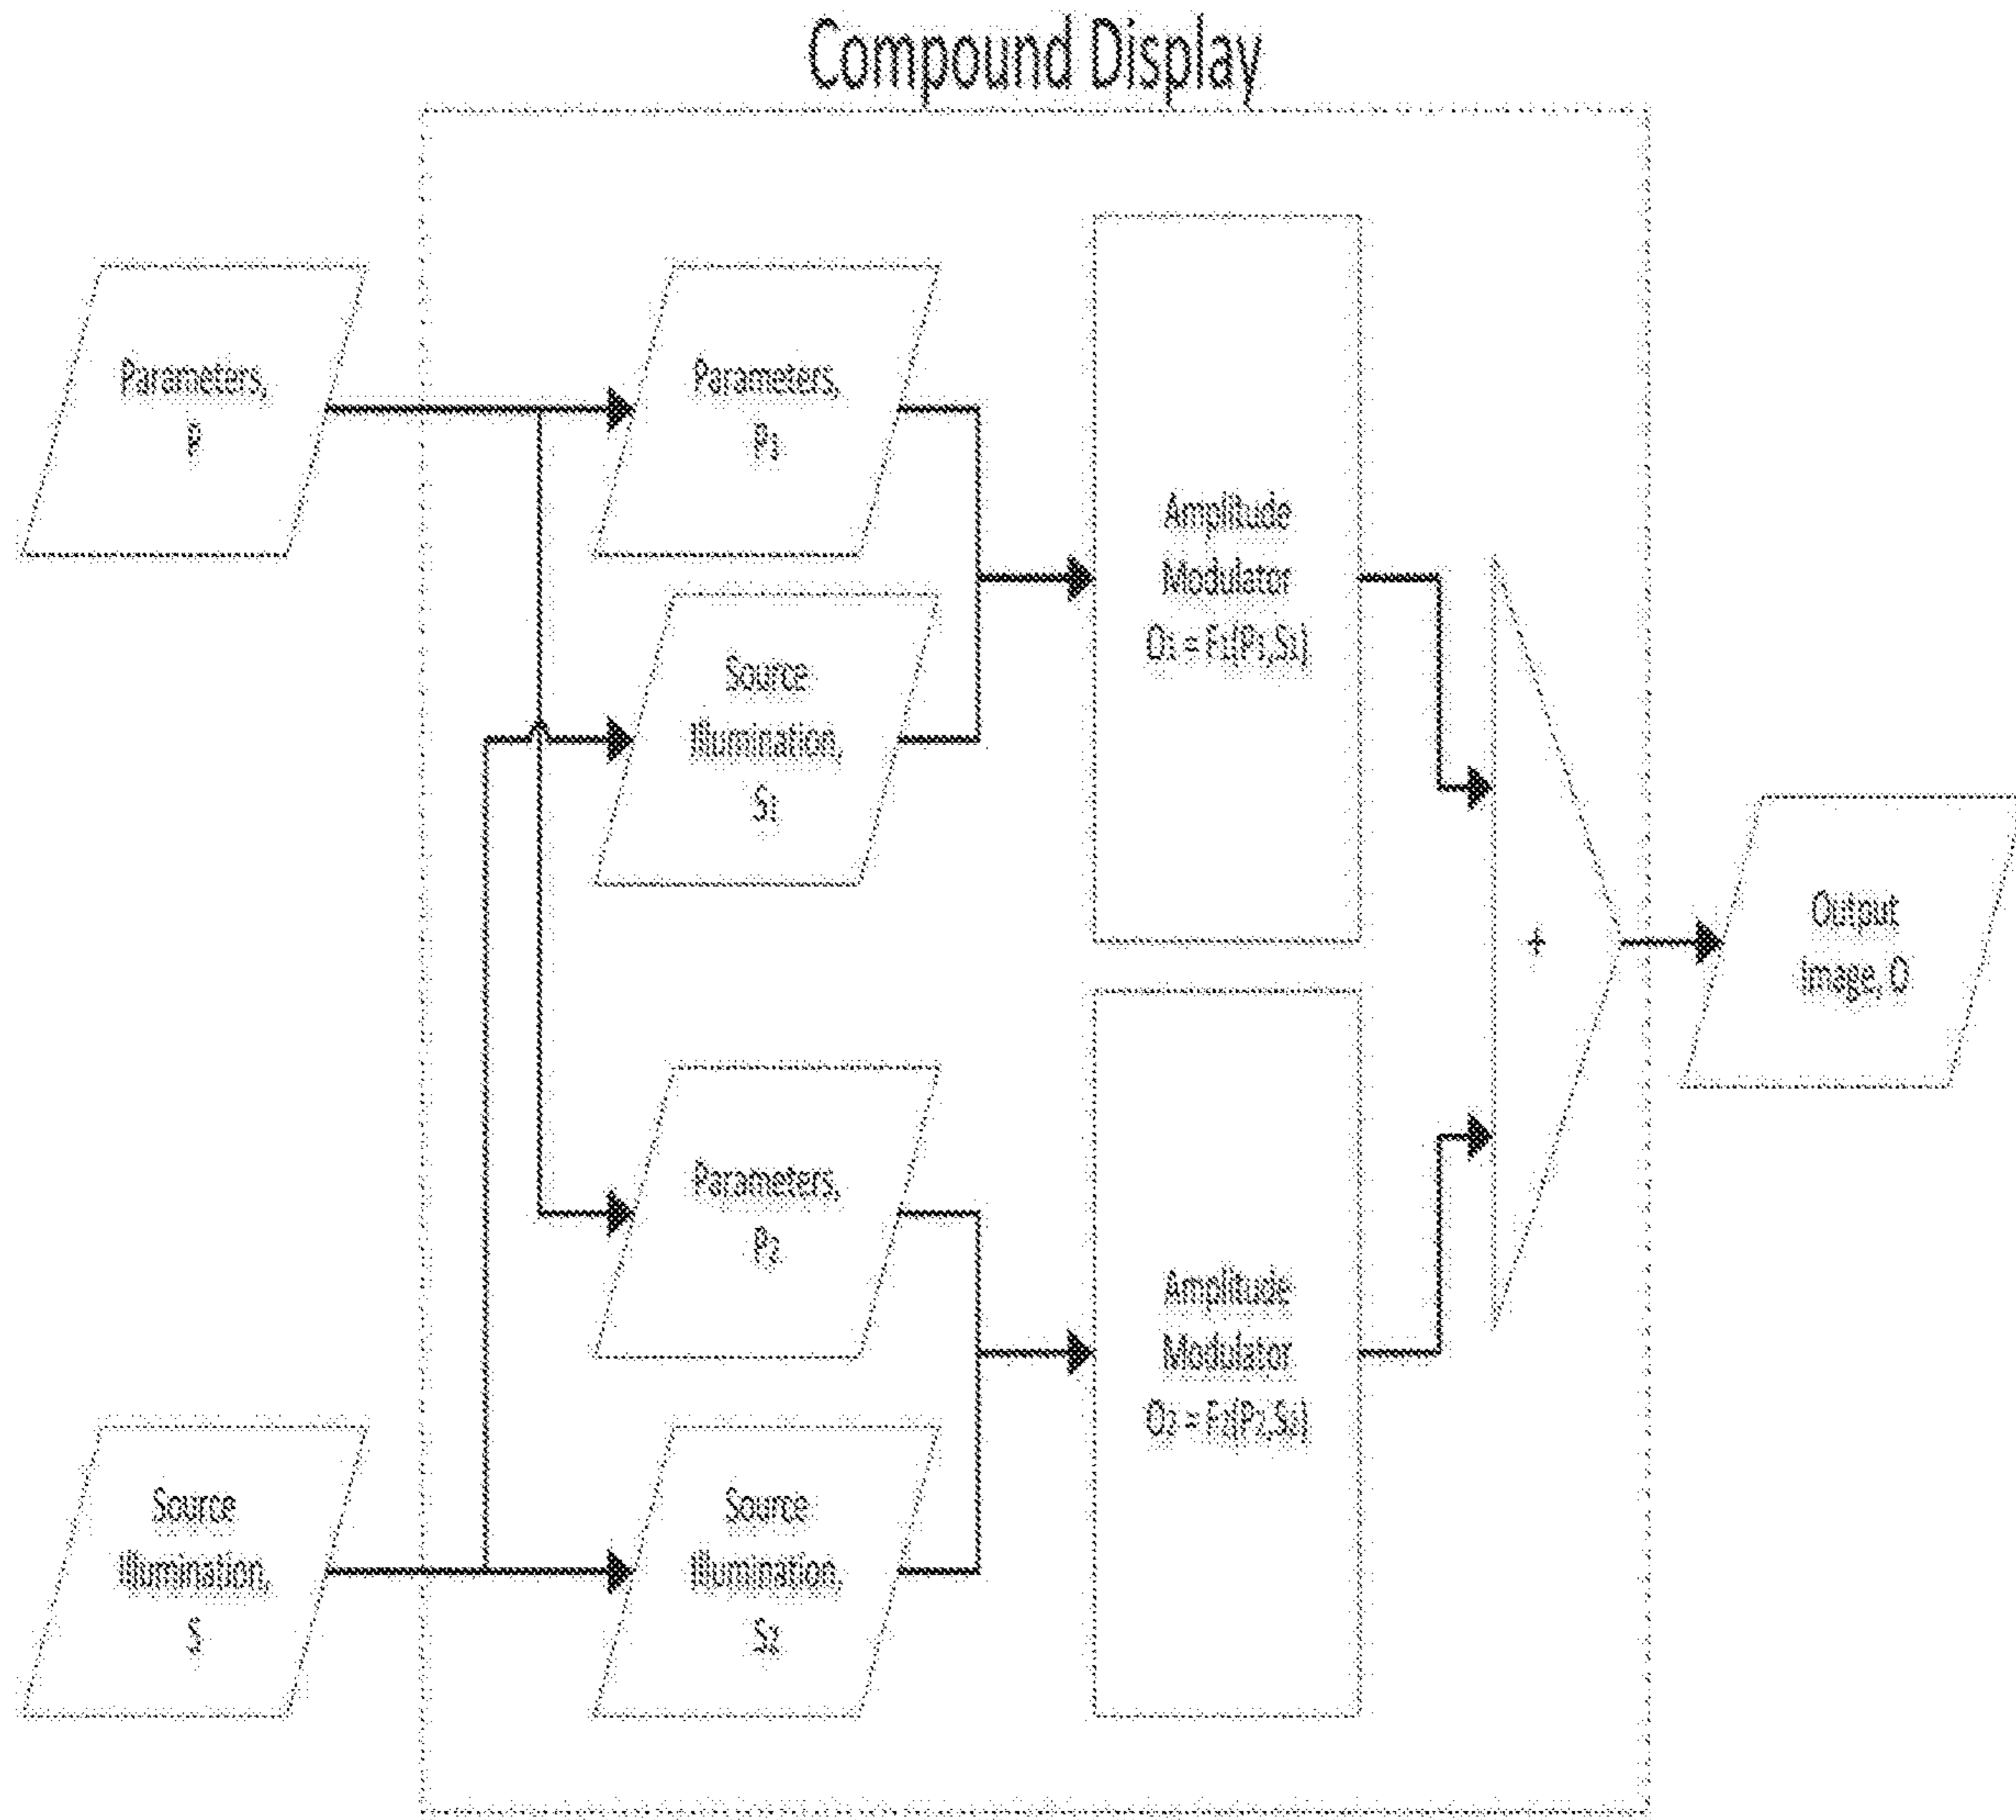 Compound Display
Parameters,
P
Parameters,
P₁
Source
Illumination,
S₁
Amplitude
Modulator
O₁ = F₁(P₁,S₁)
Output
image, O
Parameters,
P₂
Amplitude
Modulator
O₂ = F₂(P₂,S₂)
Source
Illumination,
S
Source
Illumination,
S₂
+